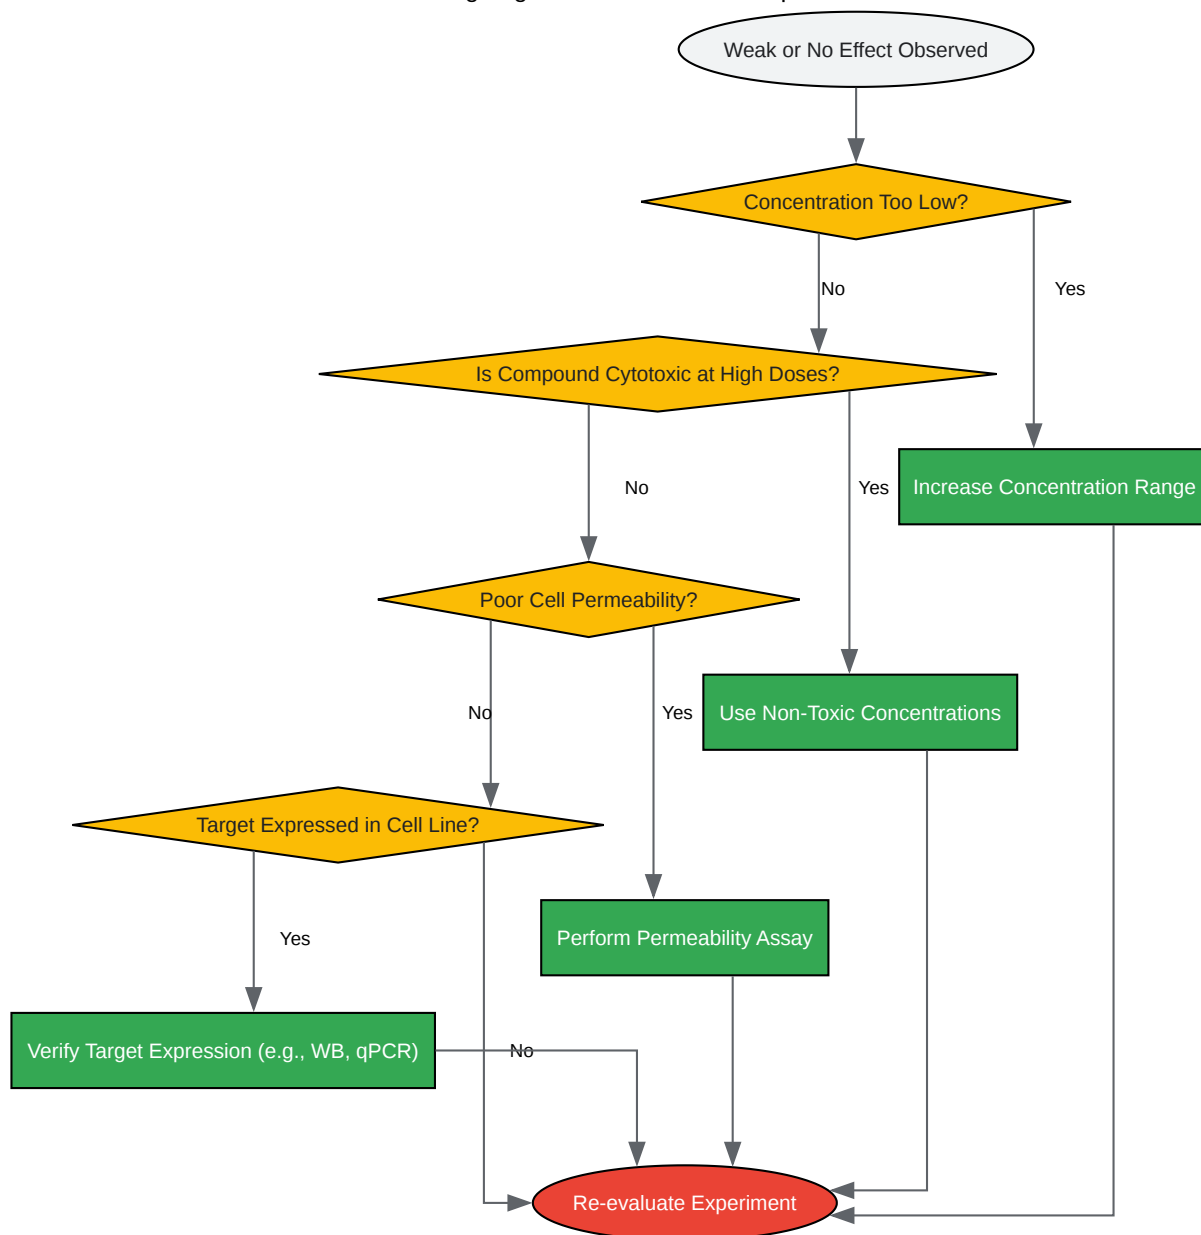 Weak or No Effect Observed
Concentration Too Low?
No
Yes
Is Compound Cytotoxic at High Doses?
No
Yes
Increase Concentration Range
Poor Cell Permeability?
No
Yes
Use Non-Toxic Concentrations
Target Expressed in Cell Line?
Yes
Perform Permeability Assay
Verify Target Expression (e.g., WB, qPCR)
No
Re-evaluate Experiment